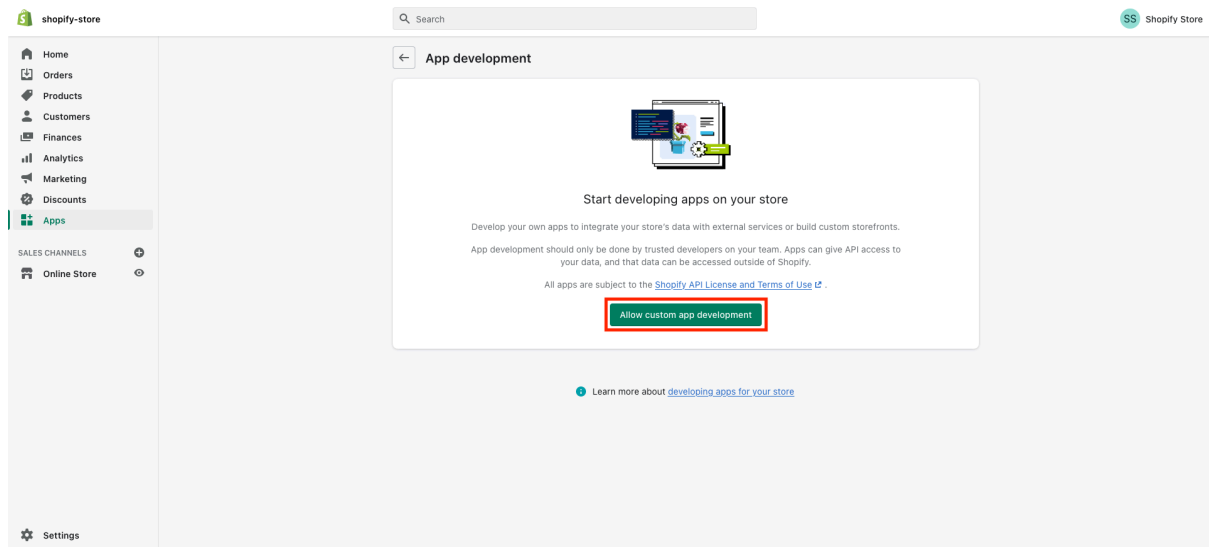 shopify-store
Search
SS Shopify Store
Home
Orders
Products
Customers
Finances
Analytics
Marketing
Discounts
Apps
SALES CHANNELS
Online Store
Settings
App development
Start developing apps on your store
Develop your own apps to integrate your store's data with external services or build custom storefronts.
App development should only be done by trusted developers on your team. Apps can give API access to
your data, and that data can be accessed outside of Shopify.
All apps are subject to the Shopify API License and Terms of Use .
Allow custom app development
Learn more about developing apps for your store